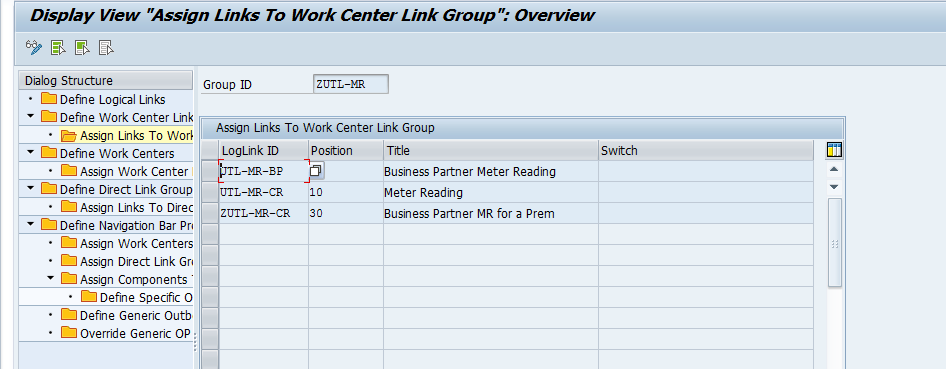 Display View "Assign Links To Work Center Link Group": Overview
Dialog Structure
Define Logical Links
Define Work Center Link
Assign Links To Work
Define Work Centers
Assign Work Center
Define Direct Link Group
Assign Links To Direc
Define Navigation Bar Pro
Assign Work Centers
Assign Direct Link Gro
Assign Components
Define Specific O
Define Generic Outb
Override Generic OP
Group ID ZUTL-MR
Assign Links To Work Center Link Group
LogLink ID Position Title Switch
UTL-MR-BP Business Partner Meter Reading
UTL-MR-CR 10 Meter Reading
ZUTL-MR-CR 30 Business Partner MR for a Prem